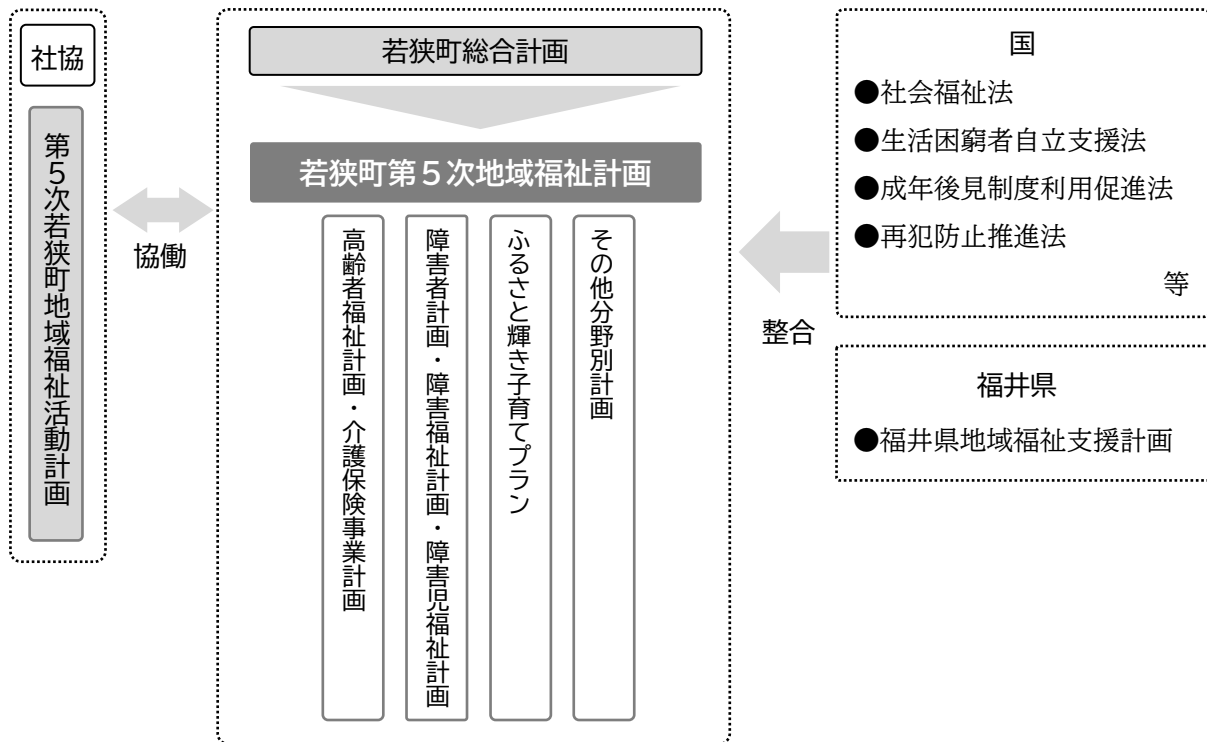 社協
第5次若狭町地域福祉活動計画
協働
若狭町総合計画
若狭町第5次地域福祉計画
高齢者福祉計画・介護保険事業計画
障害者計画・障害福祉計画・障害児福祉計画
ふるさと輝き子育てプラン
その他分野別計画
整合
国
●社会福祉法
●生活困窮者自立支援法
●成年後見制度利用促進法
●再犯防止推進法
等
福井県
●福井県地域福祉支援計画